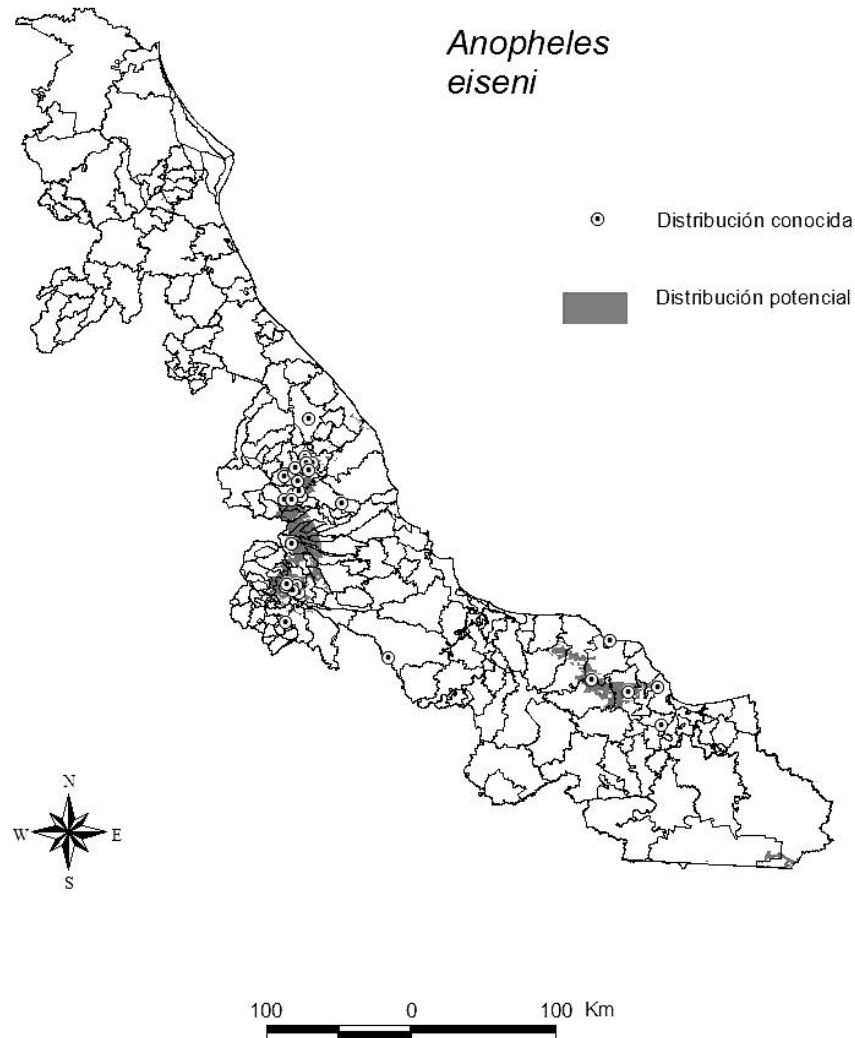 Anopheles
eiseni
Distribución conocida
Distribución potencial
N
W E
S
100 0 100 Km